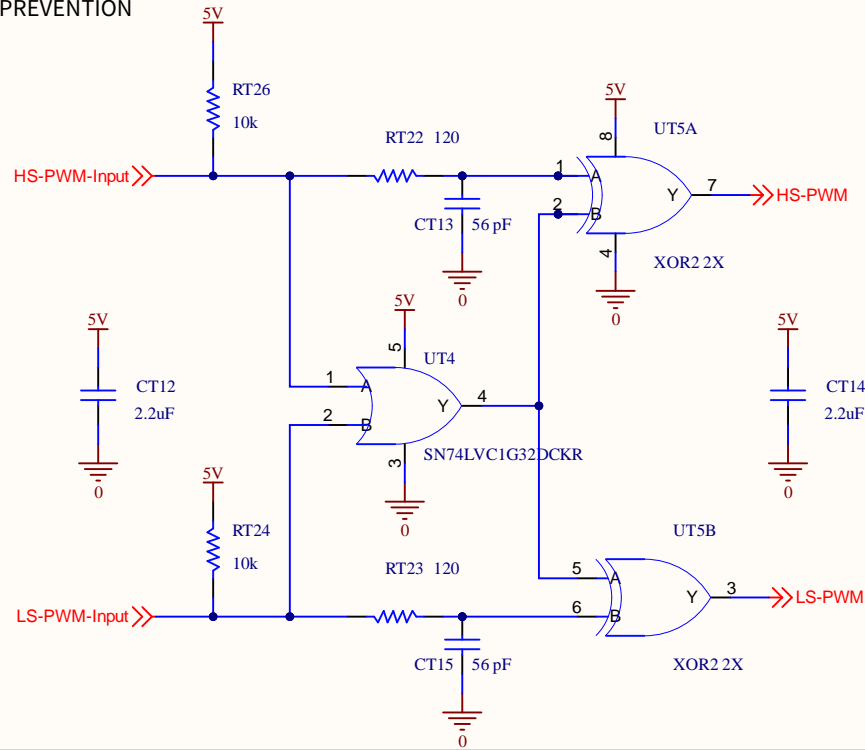 PREVENTION
5V
RT26
10k
HS-PWM-Input
RT22 120
CT13 56 pF
0
5V
8
UT5A
1
A
2
B
Y
7
HS-PWM
4
XOR2 2X
0
5V
CT12
2.2uF
0
5V
5
UT4
1
A
2
B
Y
4
3
SN74LVC1G32DCKR
0
5V
CT14
2.2uF
0
5V
RT24
10k
LS-PWM-Input
RT23 120
CT15 56 pF
0
UT5B
5
A
6
B
Y
3
LS-PWM
XOR2 2X